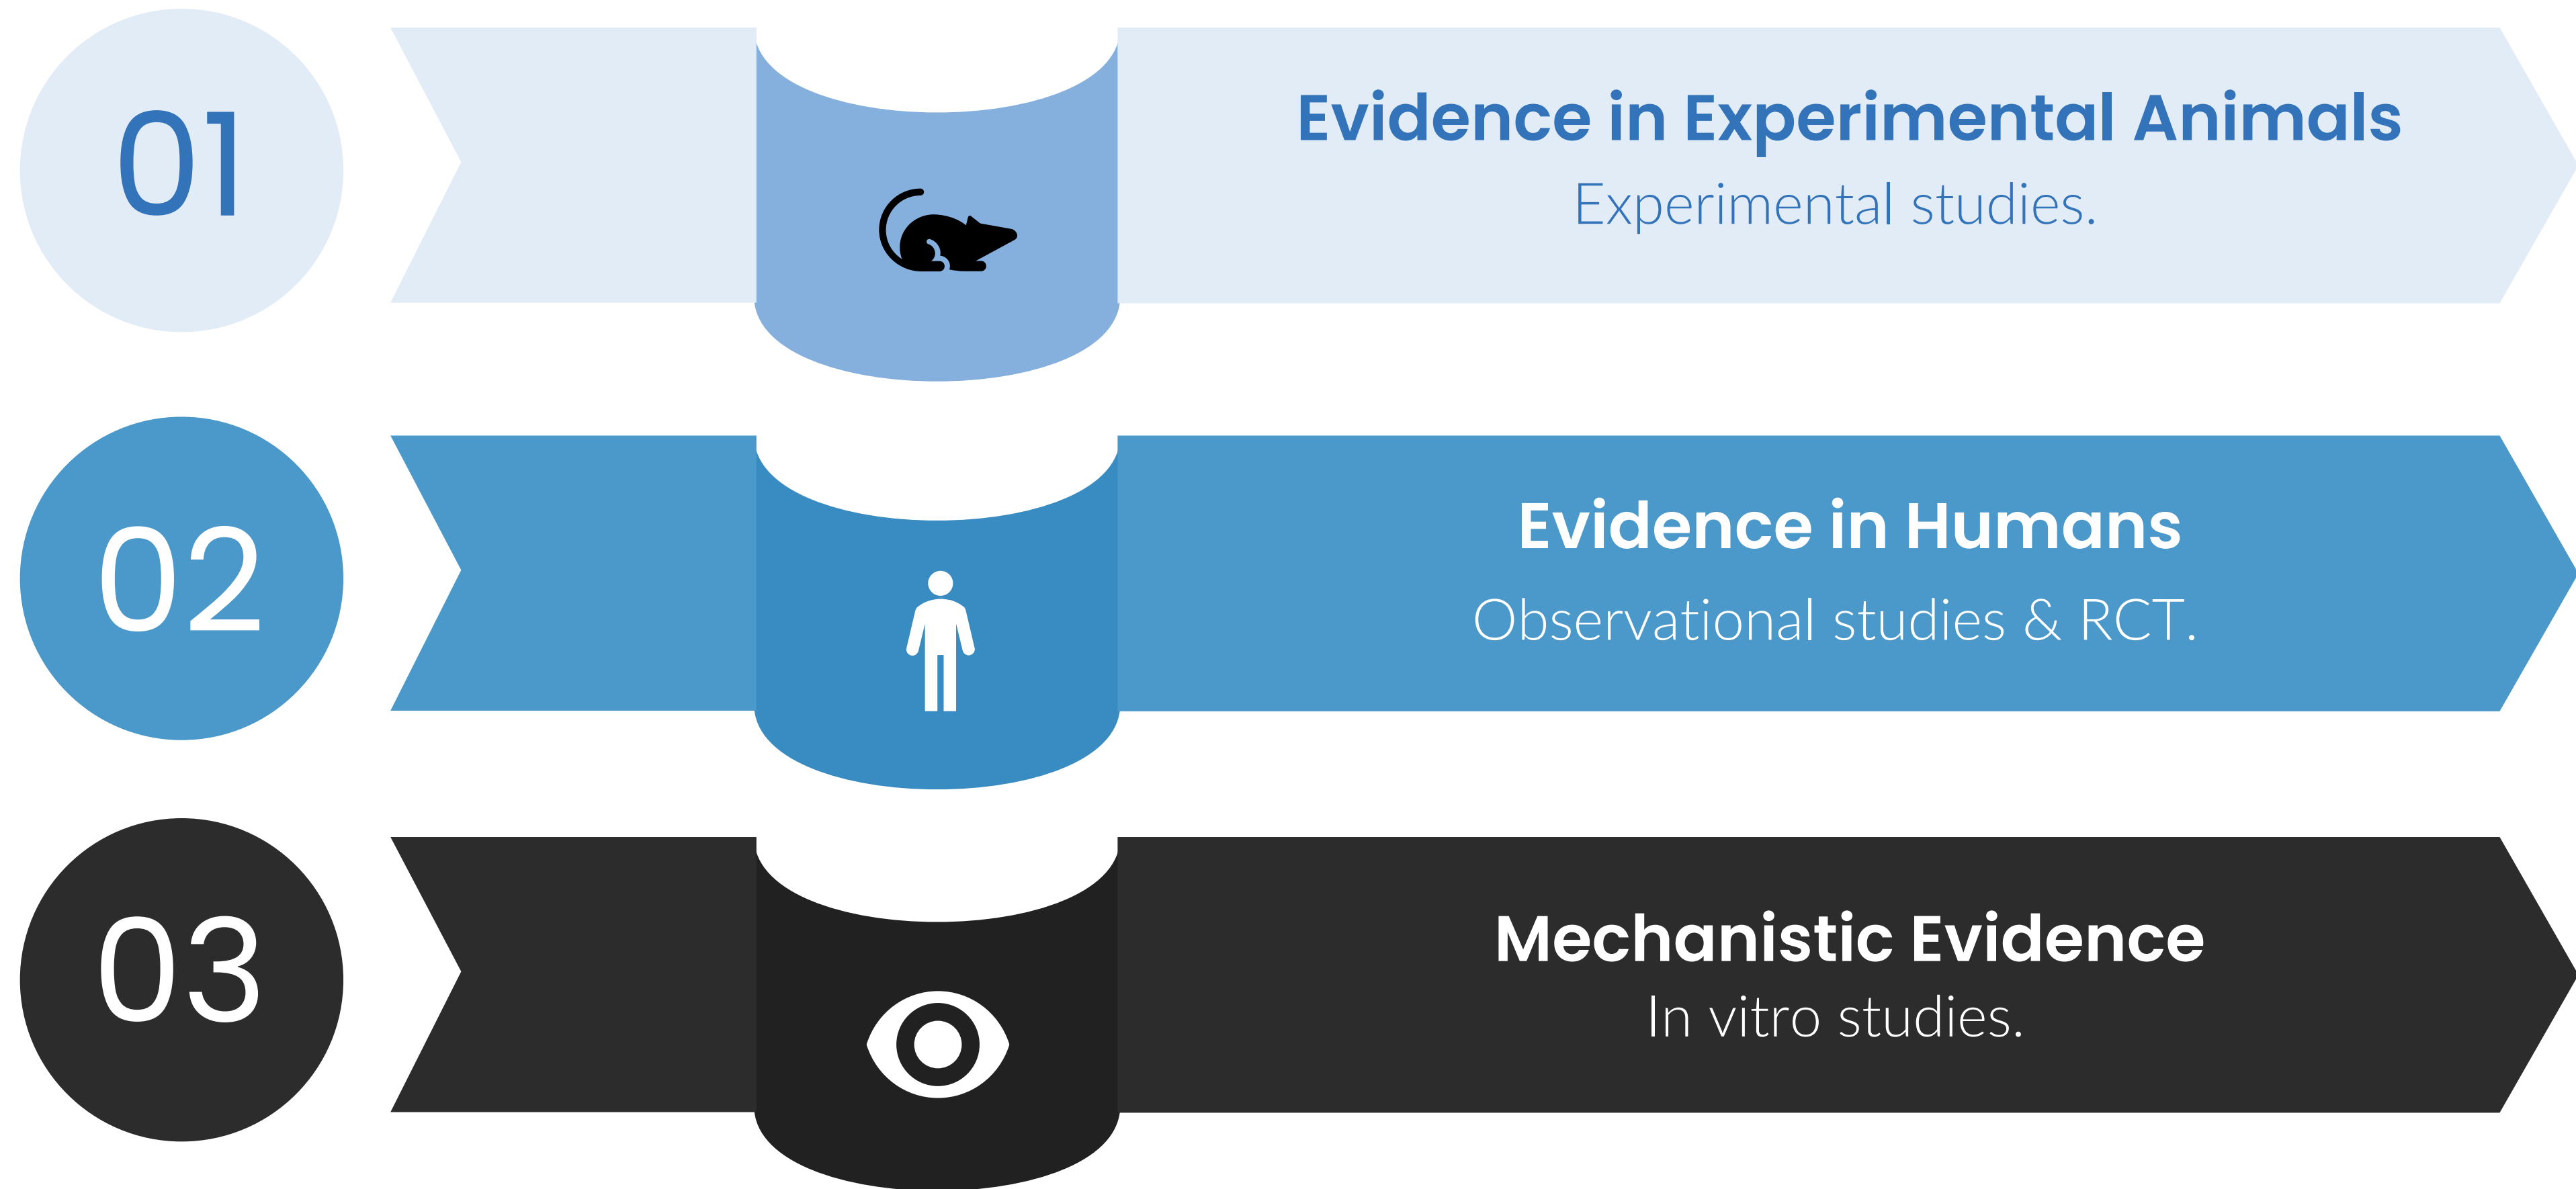 01
Evidence in Experimental Animals
Experimental studies.
02
Evidence in Humans
Observational studies & RCT.
03
Mechanistic Evidence
In vitro studies.